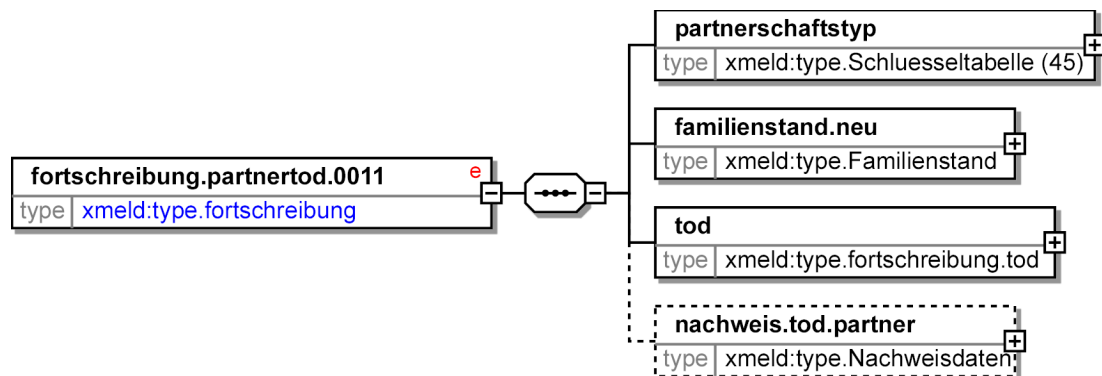 partnerschaftstyp
type xmeld:type.Schluesseltabelle (45)
familienstand.neu
type xmeld:type.Familienstand
fortschreibung.partnertod.0011 e
type xmeld:type.fortschreibung
tod
type xmeld:type.fortschreibung.tod
nachweis.tod.partner
type xmeld:type.Nachweisdaten